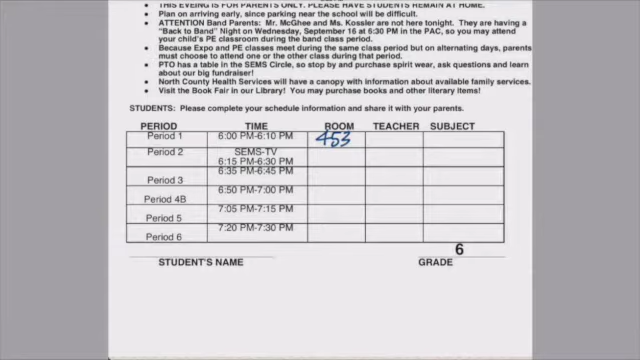 THIS EVEING IS FOR PARENTS ONLY. PLEASE HAVE STUDENTS REMAIN AT HOME.
Plan on arriving early, since parking near the school will be difficult.
ATTENTION Band Parents: Mr. McGhee and Ms. Kossler are not here tonight. They are having a
"Back to Band" Night on Wednesday, September 16 at 6:30 PM in the PAC, so you may attend
your child's PE classroom during the band class period.
Because Expo and PE classes meet during the same class period but on alternating days, parents
must choose to attend one or the other class during that period.
PTO has a table in the SEMS Circle, so stop by and purchase spirit wear, ask questions and learn
about our big fundraiser!
North County Health Services will have a canopy with information about available family services.
Visit the Book Fair in our Library! You may purchase books and other literary items!
STUDENTS: Please complete your schedule information and share it with your parents.
PERIOD TIME ROOM TEACHER SUBJECT
Period 1 6:00 PM-6:10 PM 453
Period 2 SEMS-TV
6:15 PM-6:30 PM
Period 3 6:35 PM-6:45 PM
Period 4B 6:50 PM-7:00 PM
Period 5 7:05 PM-7:15 PM
Period 6 7:20 PM-7:30 PM
6
STUDENT'S NAME GRADE